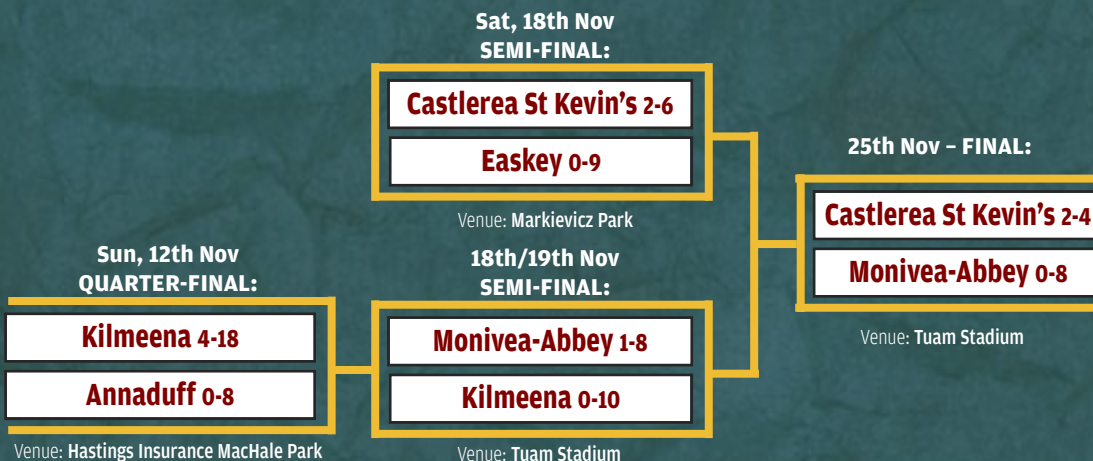 Sat, 18th Nov
SEMI-FINAL:
Castlerea St Kevin’s 2-6
Easkey 0-9
Venue: Markievicz Park
25th Nov – FINAL:
Castlerea St Kevin’s 2-4
Monivea-Abbey 0-8
Venue: Tuam Stadium
Sun, 12th Nov
QUARTER-FINAL:
Kilmeena 4-18
Annaduff 0-8
Venue: Hastings Insurance MacHale Park
18th/19th Nov
SEMI-FINAL:
Monivea-Abbey 1-8
Kilmeena 0-10
Venue: Tuam Stadium